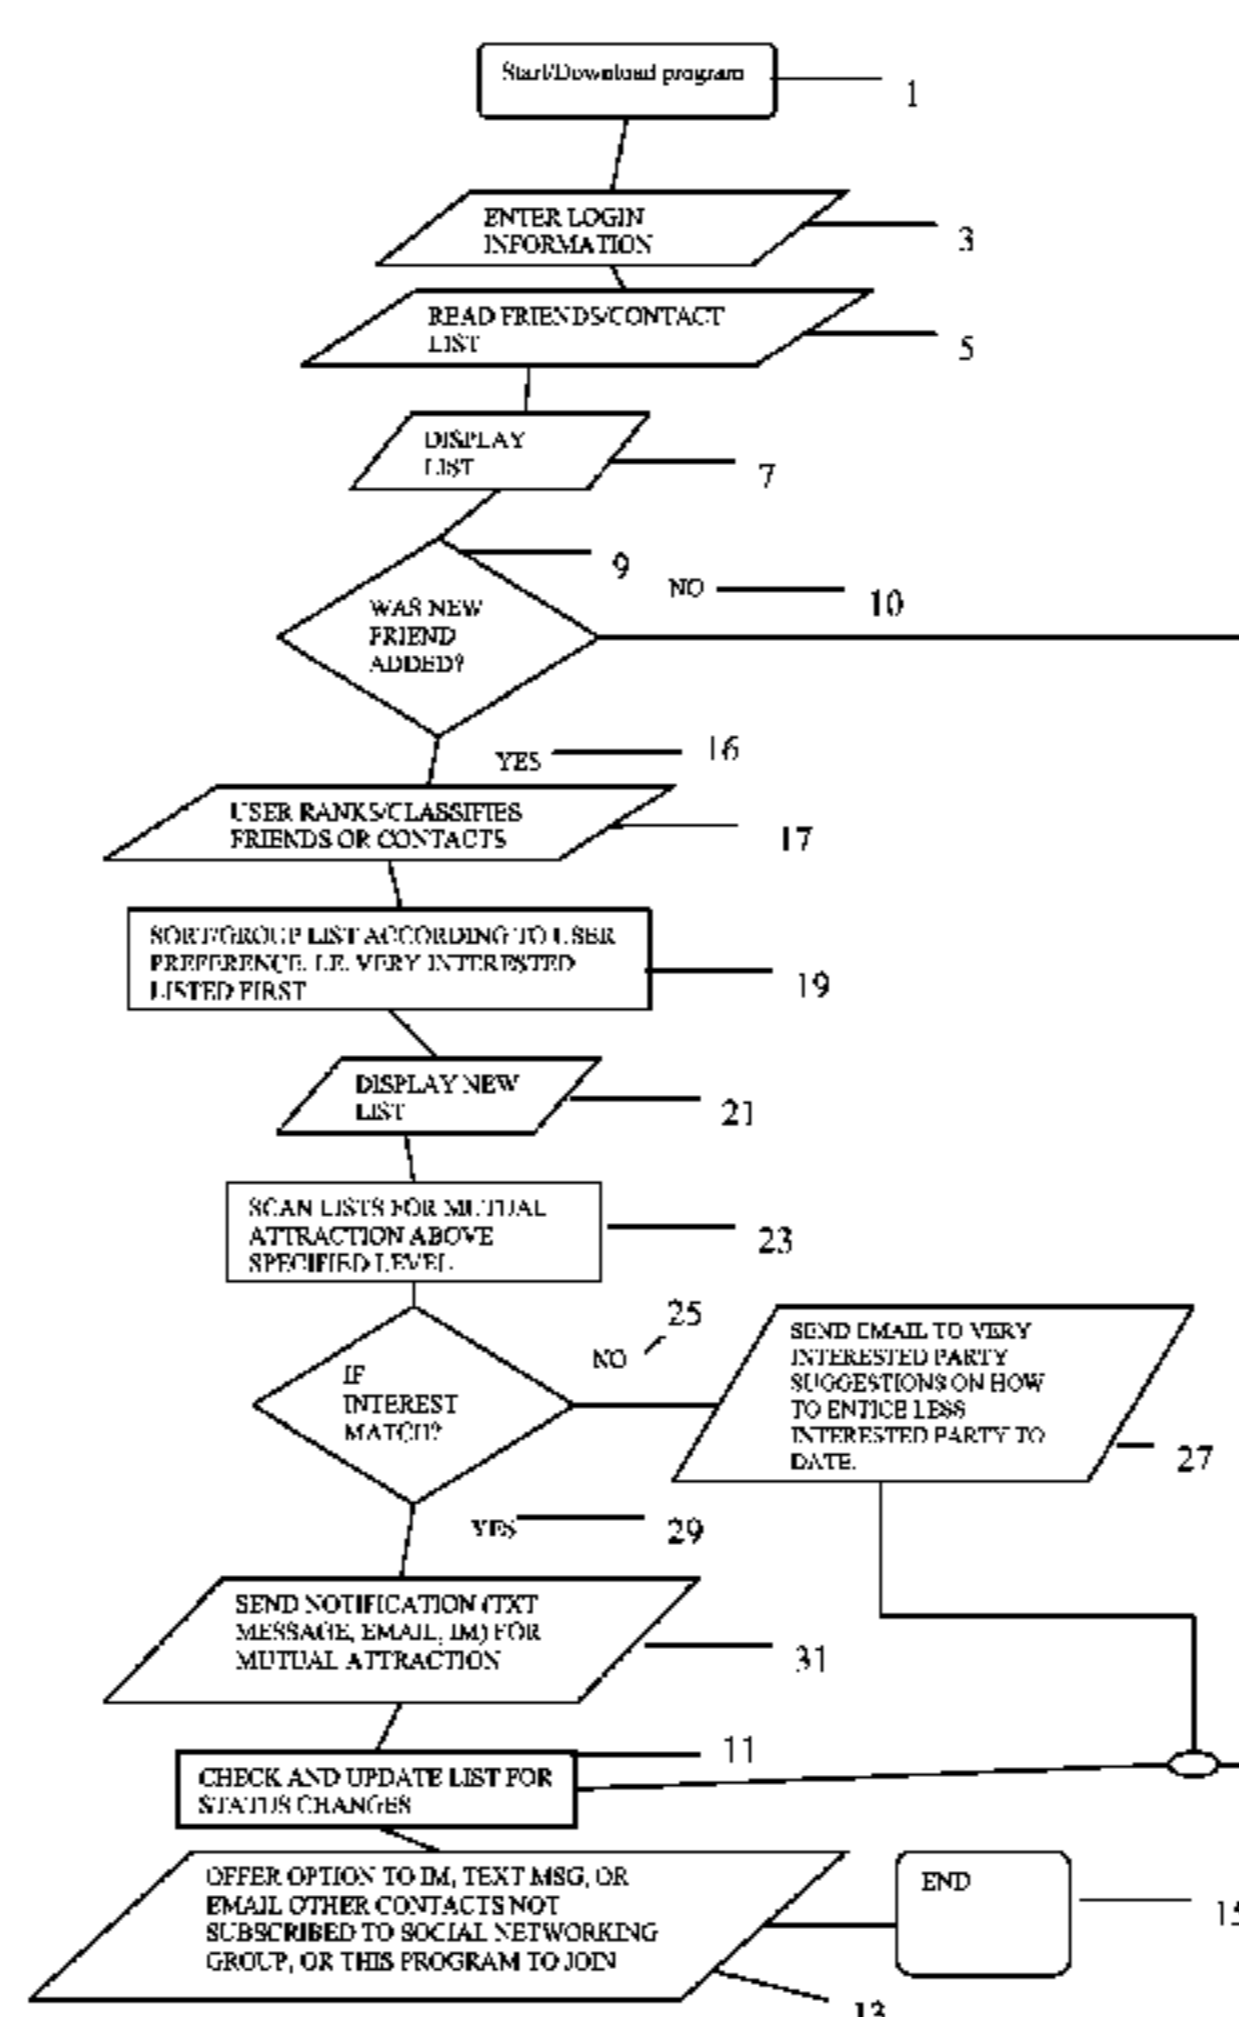 Start/Download program
1
ENTER LOGIN
INFORMATION
3
READ FRIENDS/CONTACT
LIST
5
DISPLAY
LIST
7
9
NO
10
WAS NEW
FRIEND
ADDED?
YES
16
USER RANKS/CLASSIFIES
FRIENDS OR CONTACTS
17
SORT/GROUP LIST ACCORDING TO USER
PREFERENCE. I.E. VERY INTERESTED
LISTED FIRST
19
DISPLAY NEW
LIST
21
SCAN LISTS FOR MUTUAL
ATTRACTION ABOVE
SPECIFIED LEVEL
23
25
NO
IF
INTEREST
MATCH?
SEND EMAIL TO VERY
INTERESTED PARTY
SUGGESTIONS ON HOW
TO ENTICE LESS
INTERESTED PARTY TO
DATE.
27
YES
29
SEND NOTIFICATION (TXT
MESSAGE, EMAIL, IM) FOR
MUTUAL ATTRACTION
31
11
CHECK AND UPDATE LIST FOR
STATUS CHANGES
OFFER OPTION TO IM, TEXT MSG, OR
EMAIL OTHER CONTACTS NOT
SUBSCRIBED TO SOCIAL NETWORKING
GROUP, OR THIS PROGRAM TO JOIN
END
15
13